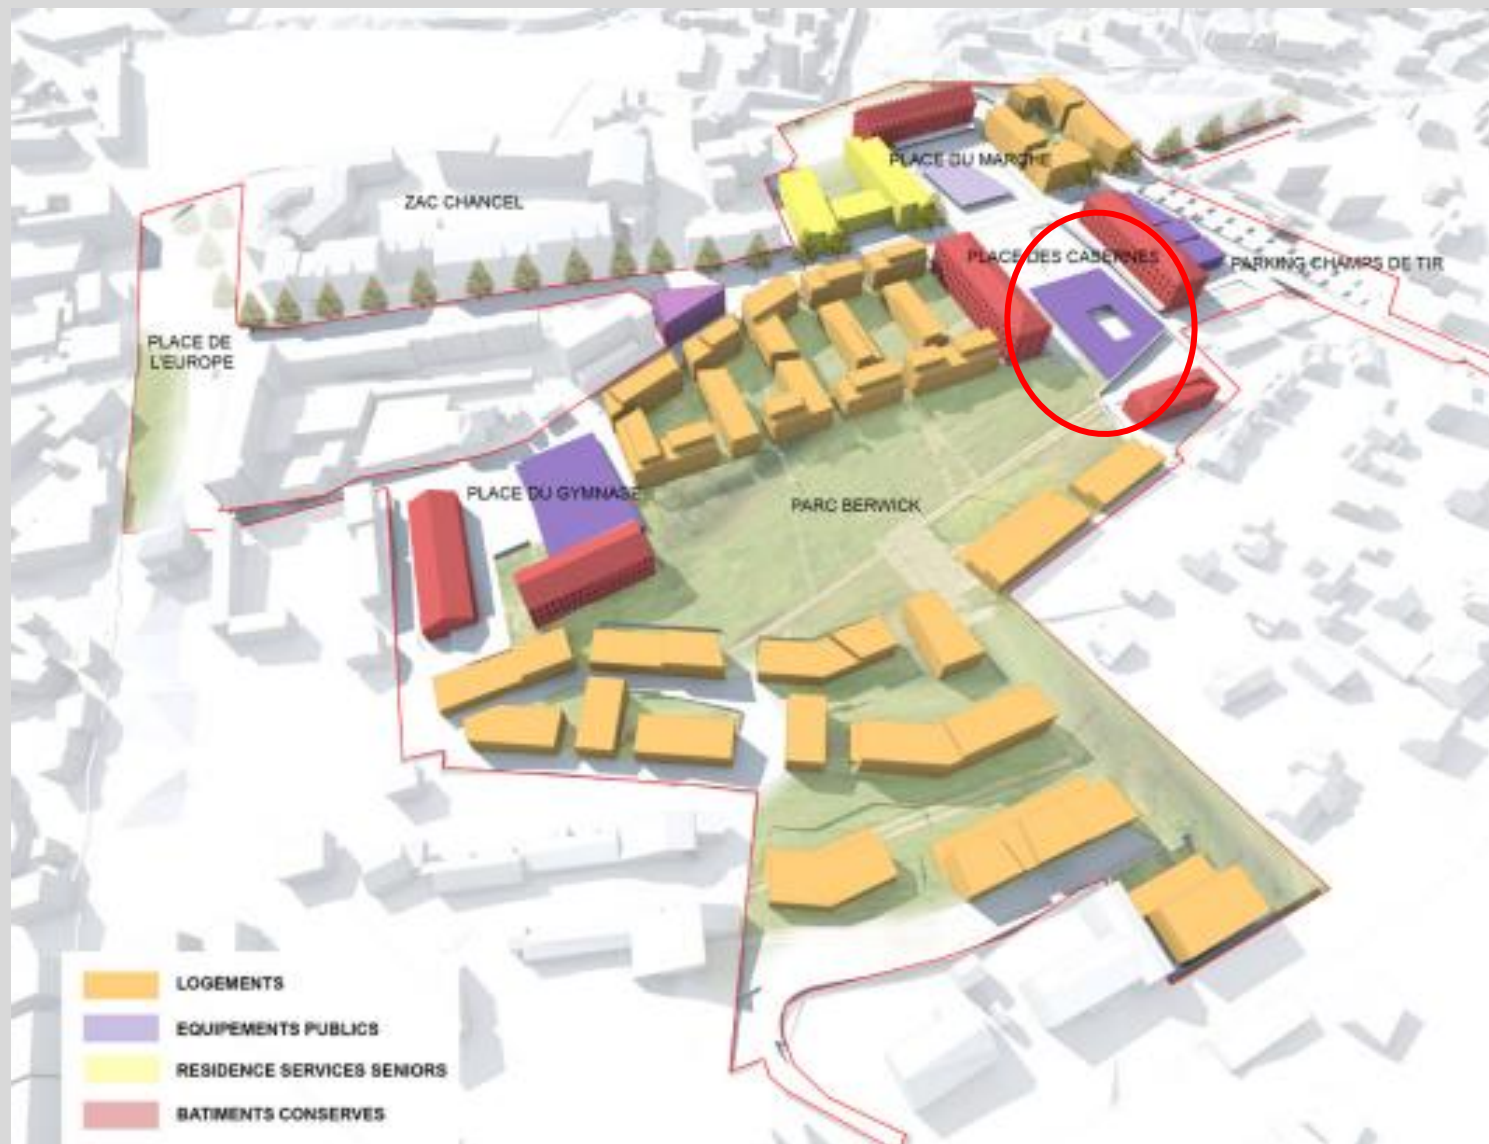 PLACE DU MARCHE
ZAC CHANCEL
PLACE DES CASERNES
PARKING CHAMPS DE TIR
PLACE DE
L'EUROPE
PLACE DU GYMNASE
PARC BERWICK
LOGEMENTS
EQUIPEMENTS PUBLICS
RESIDENCE SERVICES SENIORS
BATIMENTS CONSERVES